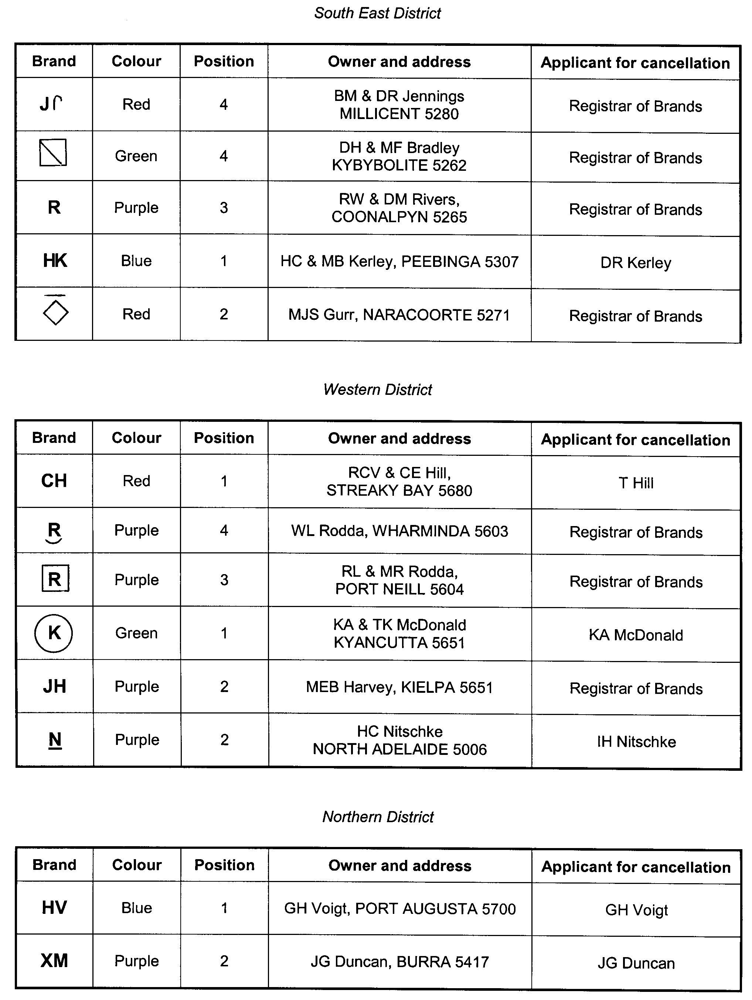 South East District
Brand Colour Position Owner and address Applicant for cancellation
J Red 4 BM & DR Jennings
MILLICENT 5280 Registrar of Brands
Green 4 DH & MF Bradley
KYBYBOLITE 5262 Registrar of Brands
R Purple 3 RW & DM Rivers,
COONALPYN 5265 Registrar of Brands
HK Blue 1 HC & MB Kerley, PEEBINGA 5307 DR Kerley
Red 2 MJS Gurr, NARACOORTE 5271 Registrar of Brands
Western District
Brand Colour Position Owner and address Applicant for cancellation
CH Red 1 RCV & CE Hill,
STREAKY BAY 5680 T Hill
R Purple 4 WL Rodda, WHARMINDA 5603 Registrar of Brands
R Purple 3 RL & MR Rodda,
PORT NEILL 5604 Registrar of Brands
K Green 1 KA & TK McDonald
KYANCUTTA 5651 KA McDonald
JH Purple 2 MEB Harvey, KIELPA 5651 Registrar of Brands
N Purple 2 HC Nitschke
NORTH ADELAIDE 5006 IH Nitschke
Northern District
Brand Colour Position Owner and address Applicant for cancellation
HV Blue 1 GH Voigt, PORT AUGUSTA 5700 GH Voigt
XM Purple 2 JG Duncan, BURRA 5417 JG Duncan